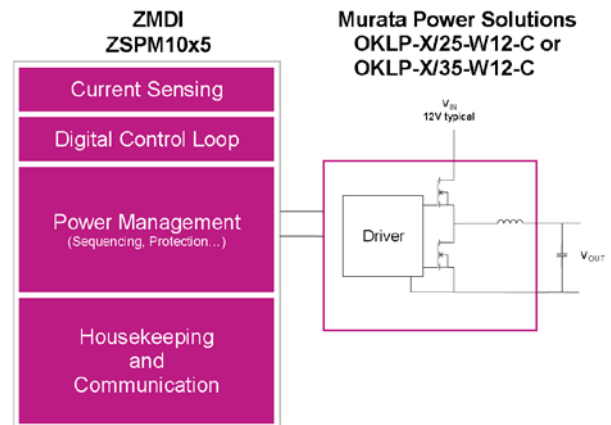 ZMDI
ZSPM10x5
Current Sensing
Digital Control Loop
Power Management
(Sequencing, Protection...)
Housekeeping
and
Communication
Murata Power Solutions
OKLP-X/25-W12-C or
OKLP-X/35-W12-C
VIN
12V typical
Driver
VOUT